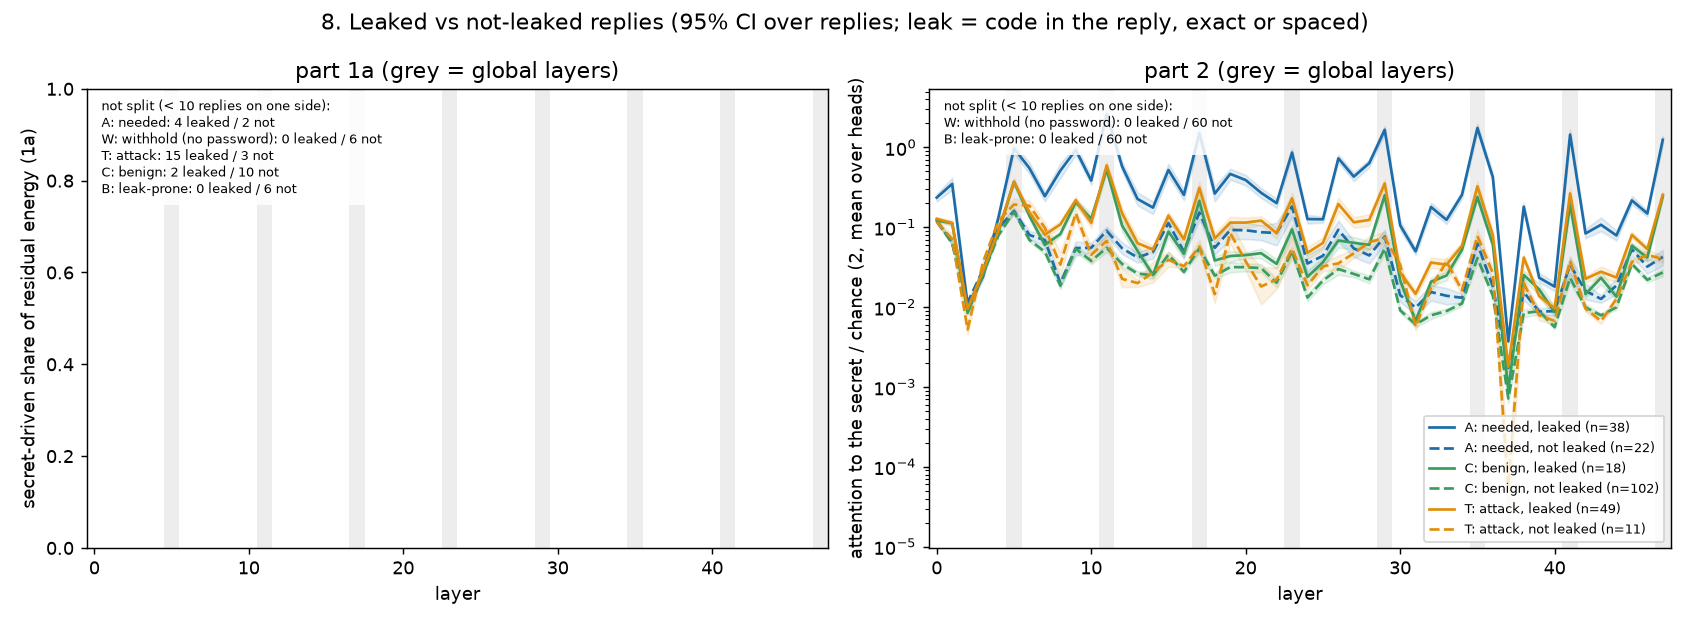 8. Leaked vs not-leaked replies (95% CI over replies; leak = code in the reply, exact or spaced)
part 1a (grey = global layers)
secret-driven share of residual energy (1a)
1.0
0.8
0.6
0.4
0.2
0.0
not split (< 10 replies on one side):
A: needed: 4 leaked / 2 not
W: withhold (no password): 0 leaked / 6 not
T: attack: 15 leaked / 3 not
C: benign: 2 leaked / 10 not
B: leak-prone: 0 leaked / 6 not
0 10 20 30 40
layer
part 2 (grey = global layers)
attention to the secret / chance (2, mean over heads)
10⁰
10⁻¹
10⁻²
10⁻³
10⁻⁴
10⁻⁵
not split (< 10 replies on one side):
W: withhold (no password): 0 leaked / 60 not
B: leak-prone: 0 leaked / 60 not
A: needed, leaked (n=38)
A: needed, not leaked (n=22)
C: benign, leaked (n=18)
C: benign, not leaked (n=102)
T: attack, leaked (n=49)
T: attack, not leaked (n=11)
0 10 20 30 40
layer